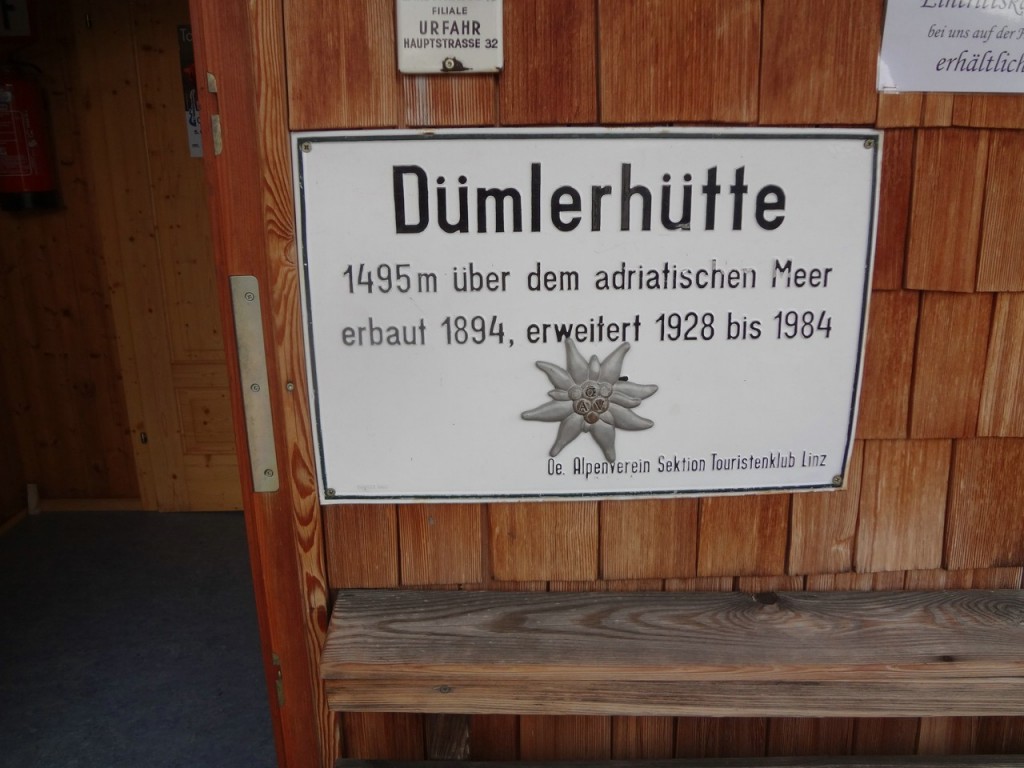 FILIALE
URFAHR
HAUPTSTRASSE 32
bei uns auf der
erhältlich
Dümlerhütte
1495 m über dem adriatischen Meer
erbaut 1894, erweitert 1928 bis 1984
Oe. Alpenverein Sektion Touristenklub Linz